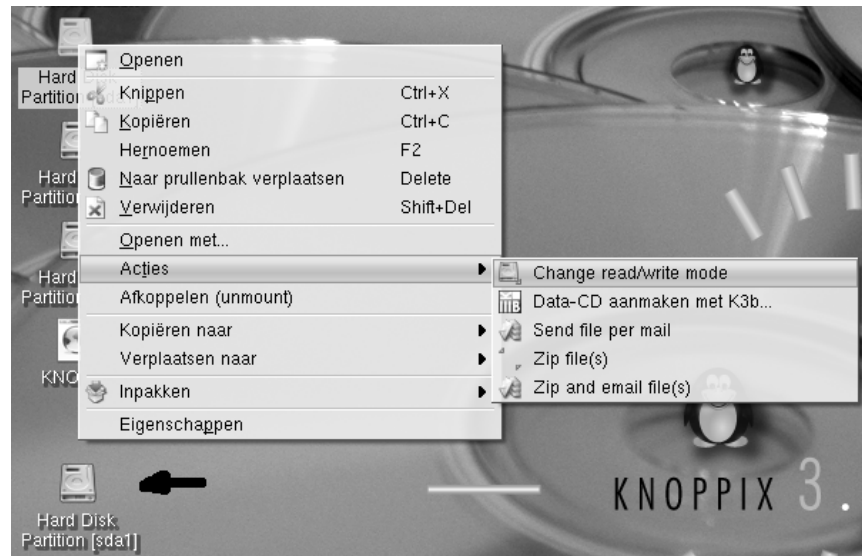 Hard Disk
Partition [sda1]
Hard
Partition
Hard
Partition
Hard
Partition
KNO
Openen
Knippen Ctrl+X
Kopiëren Ctrl+C
Hernoemen F2
Naar prullenbak verplaatsen Delete
Verwijderen Shift+Del
Openen met...
Acties
Afkoppelen (unmount)
Kopiëren naar
Verplaatsen naar
Inpakken
Eigenschappen
Change read/write mode
Data-CD aanmaken met K3b...
Send file per mail
Zip file(s)
Zip and email file(s)
KNOPPIX 3.